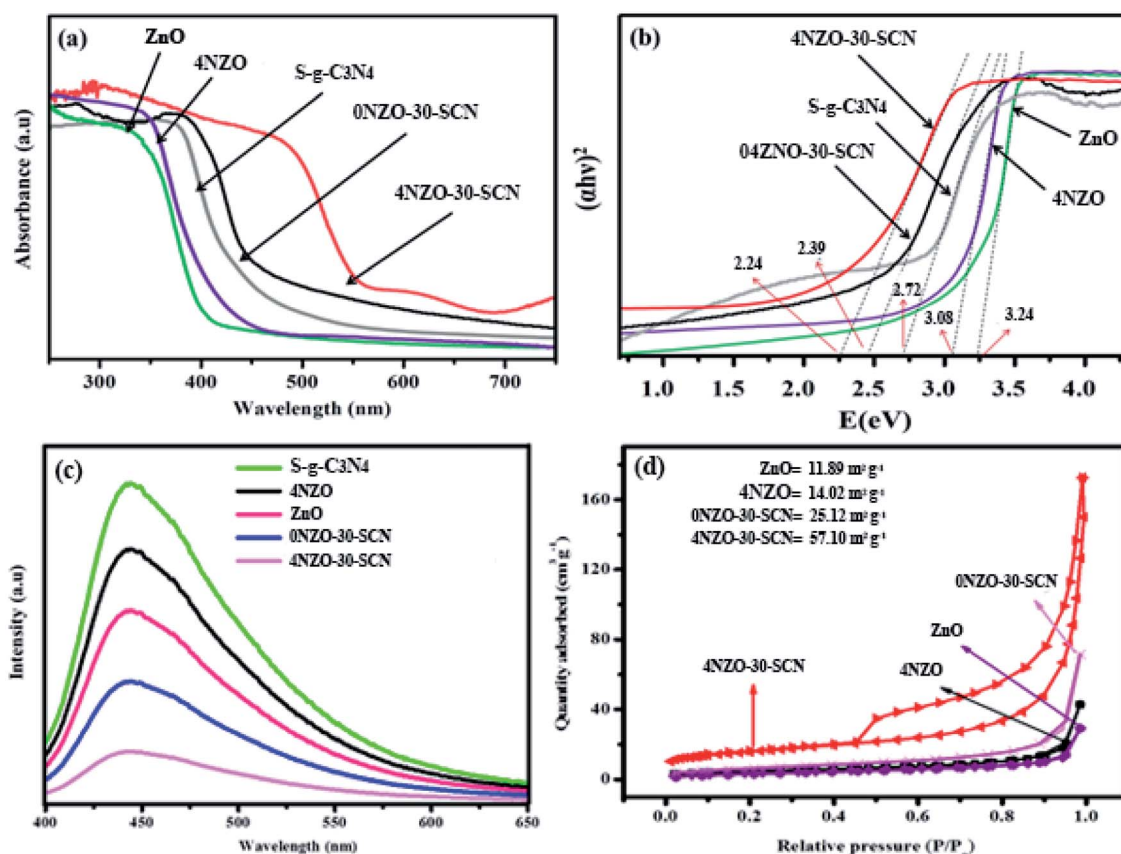 (a)
ZnO
4NZO
S-g-C3N4
0NZO-30-SCN
4NZO-30-SCN
Absorbance (a.u)
300 400 500 600 700
Wavelength (nm)
(b)
4NZO-30-SCN
S-g-C3N4
04ZNO-30-SCN
ZnO
4NZO
2.24
2.39
2.72
3.08
3.24
(αhν)²
1.0 1.5 2.0 2.5 3.0 3.5 4.0
E(eV)
(c)
S-g-C3N4
4NZO
ZnO
0NZO-30-SCN
4NZO-30-SCN
Intensity (a.u)
400 450 500 550 600 650
Wavelength (nm)
(d)
ZnO= 11.89 m² g⁻¹
4NZO= 14.02 m² g⁻¹
0NZO-30-SCN= 25.12 m² g⁻¹
4NZO-30-SCN= 57.10 m² g⁻¹
0NZO-30-SCN
ZnO
4NZO
4NZO-30-SCN
Quantity adsorbed (cm³ g⁻¹)
160
120
80
40
0
0.0 0.2 0.4 0.6 0.8 1.0
Relative pressure (P/P